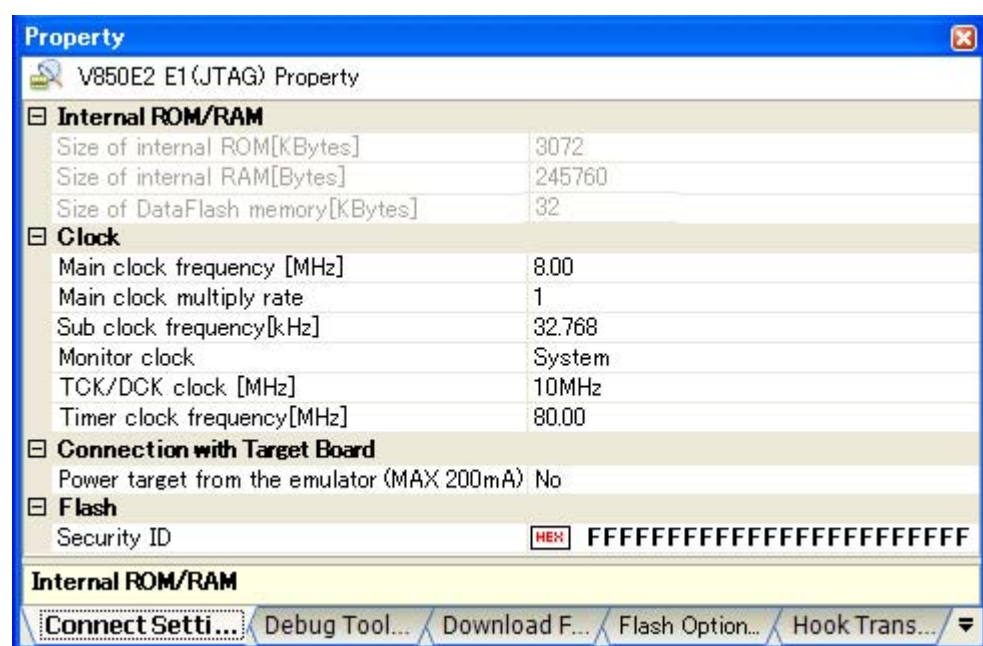 Property
V850E2 E1(JTAG) Property
Internal ROM/RAM
Size of internal ROM[KBytes] 3072
Size of internal RAM[Bytes] 245760
Size of DataFlash memory[KBytes] 32
Clock
Main clock frequency [MHz] 8.00
Main clock multiply rate 1
Sub clock frequency[kHz] 32.768
Monitor clock System
TCK/DCK clock [MHz] 10MHz
Timer clock frequency[MHz] 80.00
Connection with Target Board
Power target from the emulator (MAX 200mA) No
Flash
Security ID HEX FFFFFFFFFFFFFFFFFFFFFFFF
Internal ROM/RAM
Connect Setti... Debug Tool... Download F... Flash Option... Hook Trans...